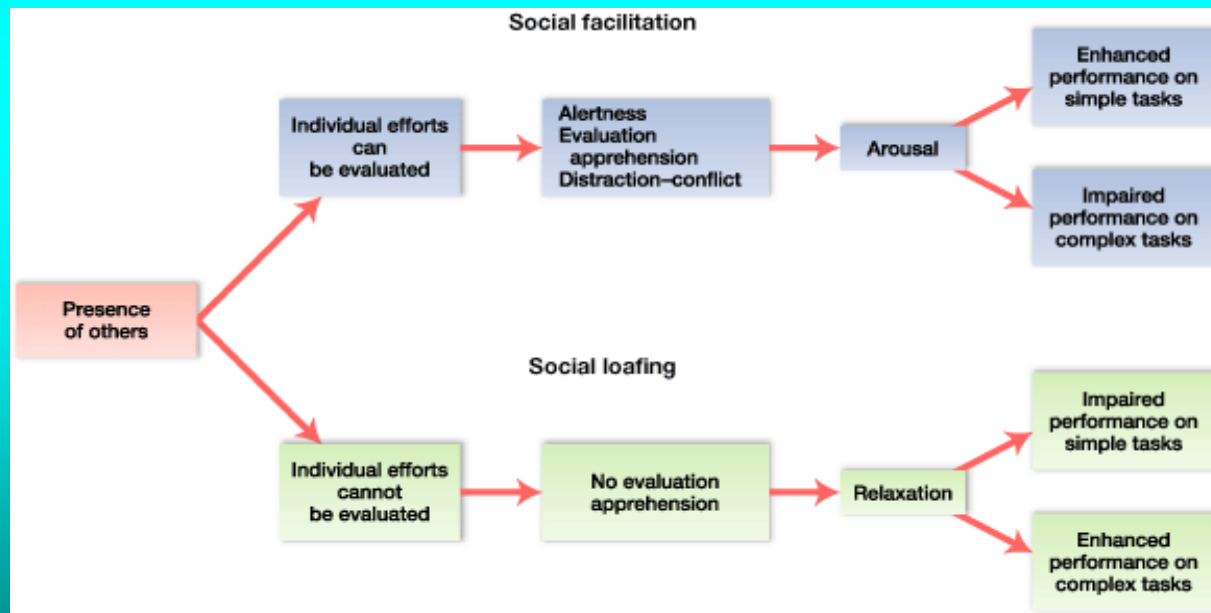 Social facilitation
Individual efforts
can
be evaluated
Alertness
Evaluation
apprehension
Distraction–conflict
Arousal
Enhanced
performance on
simple tasks
Impaired
performance on
complex tasks
Presence
of others
Social loafing
Individual efforts
cannot
be evaluated
No evaluation
apprehension
Relaxation
Impaired
performance on
simple tasks
Enhanced
performance on
complex tasks